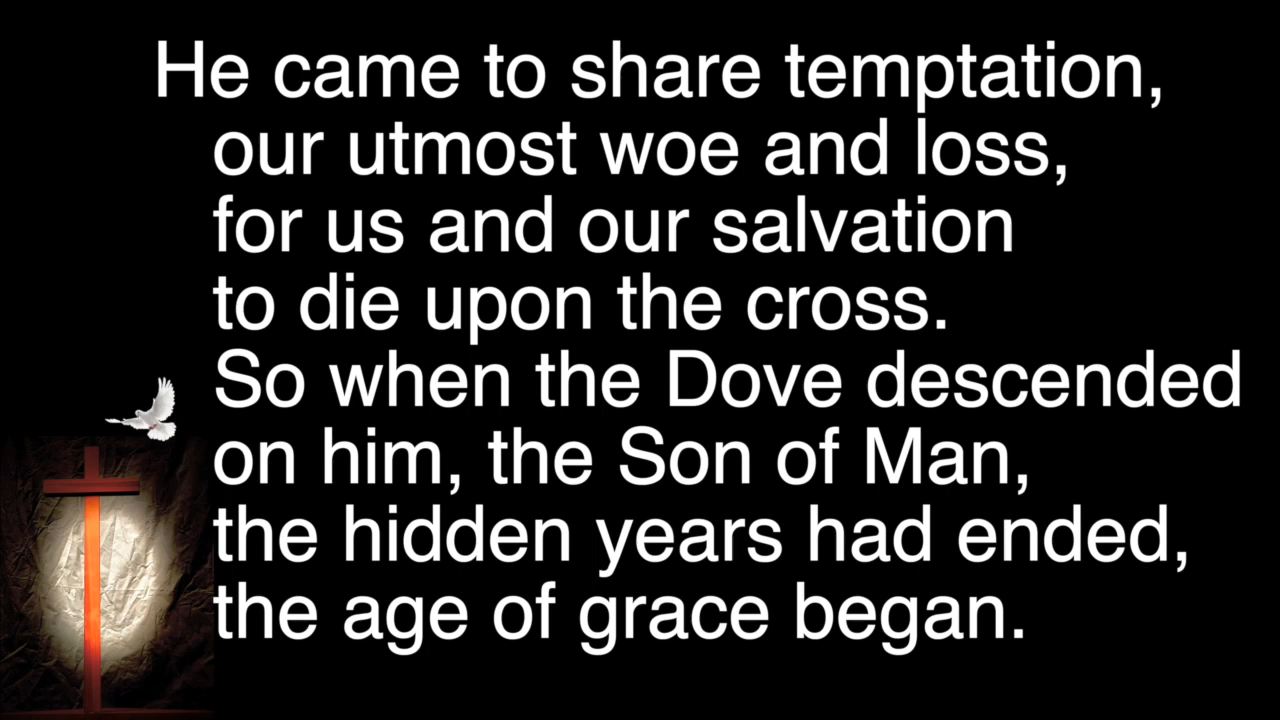 He came to share temptation,
our utmost woe and loss,
for us and our salvation
to die upon the cross.
So when the Dove descended
on him, the Son of Man,
the hidden years had ended,
the age of grace began.